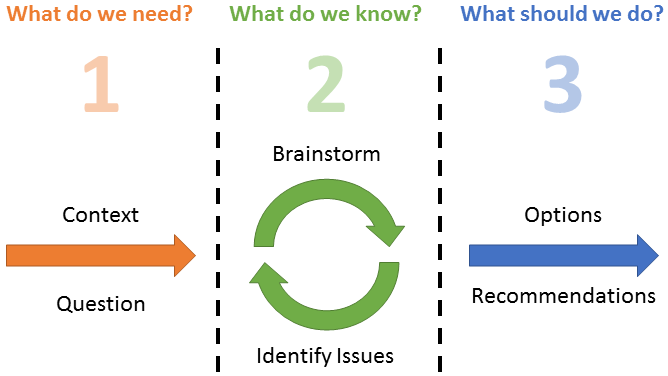 What do we need?
What do we know?
What should we do?
1
2
3
Brainstorm
Context
Options
Question
Recommendations
Identify Issues